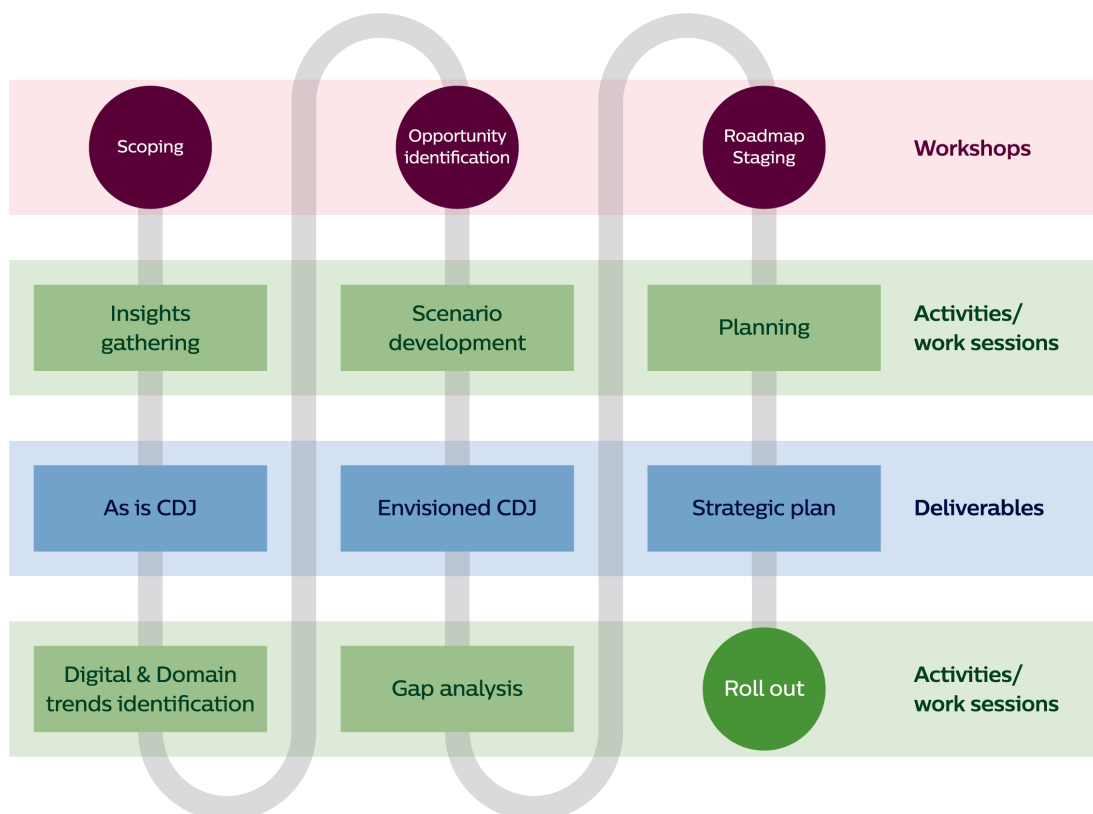 Scoping
Opportunity
identification
Roadmap
Staging
Workshops
Insights
gathering
Scenario
development
Planning
Activities/
work sessions
As is CDJ
Envisioned CDJ
Strategic plan
Deliverables
Digital & Domain
trends identification
Gap analysis
Roll out
Activities/
work sessions